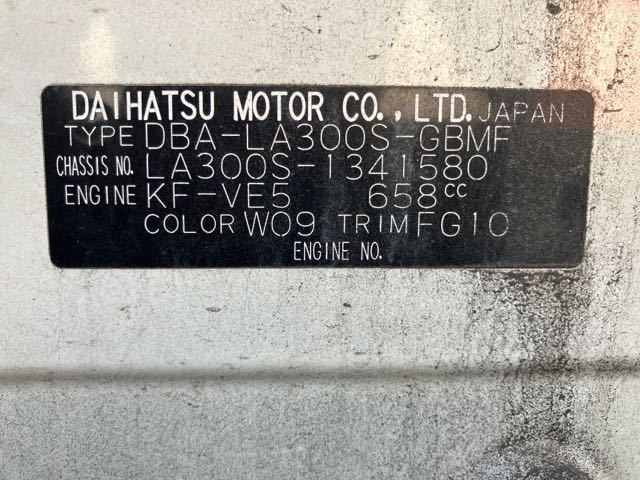 DAIHATSU MOTOR CO., LTD. JAPAN
TYPE DBA-LA300S-GBMF
CHASSIS NO. LA300S-1341580
ENGINE KF-VE5 658cc
COLOR W09 TRIM FG10
ENGINE NO.